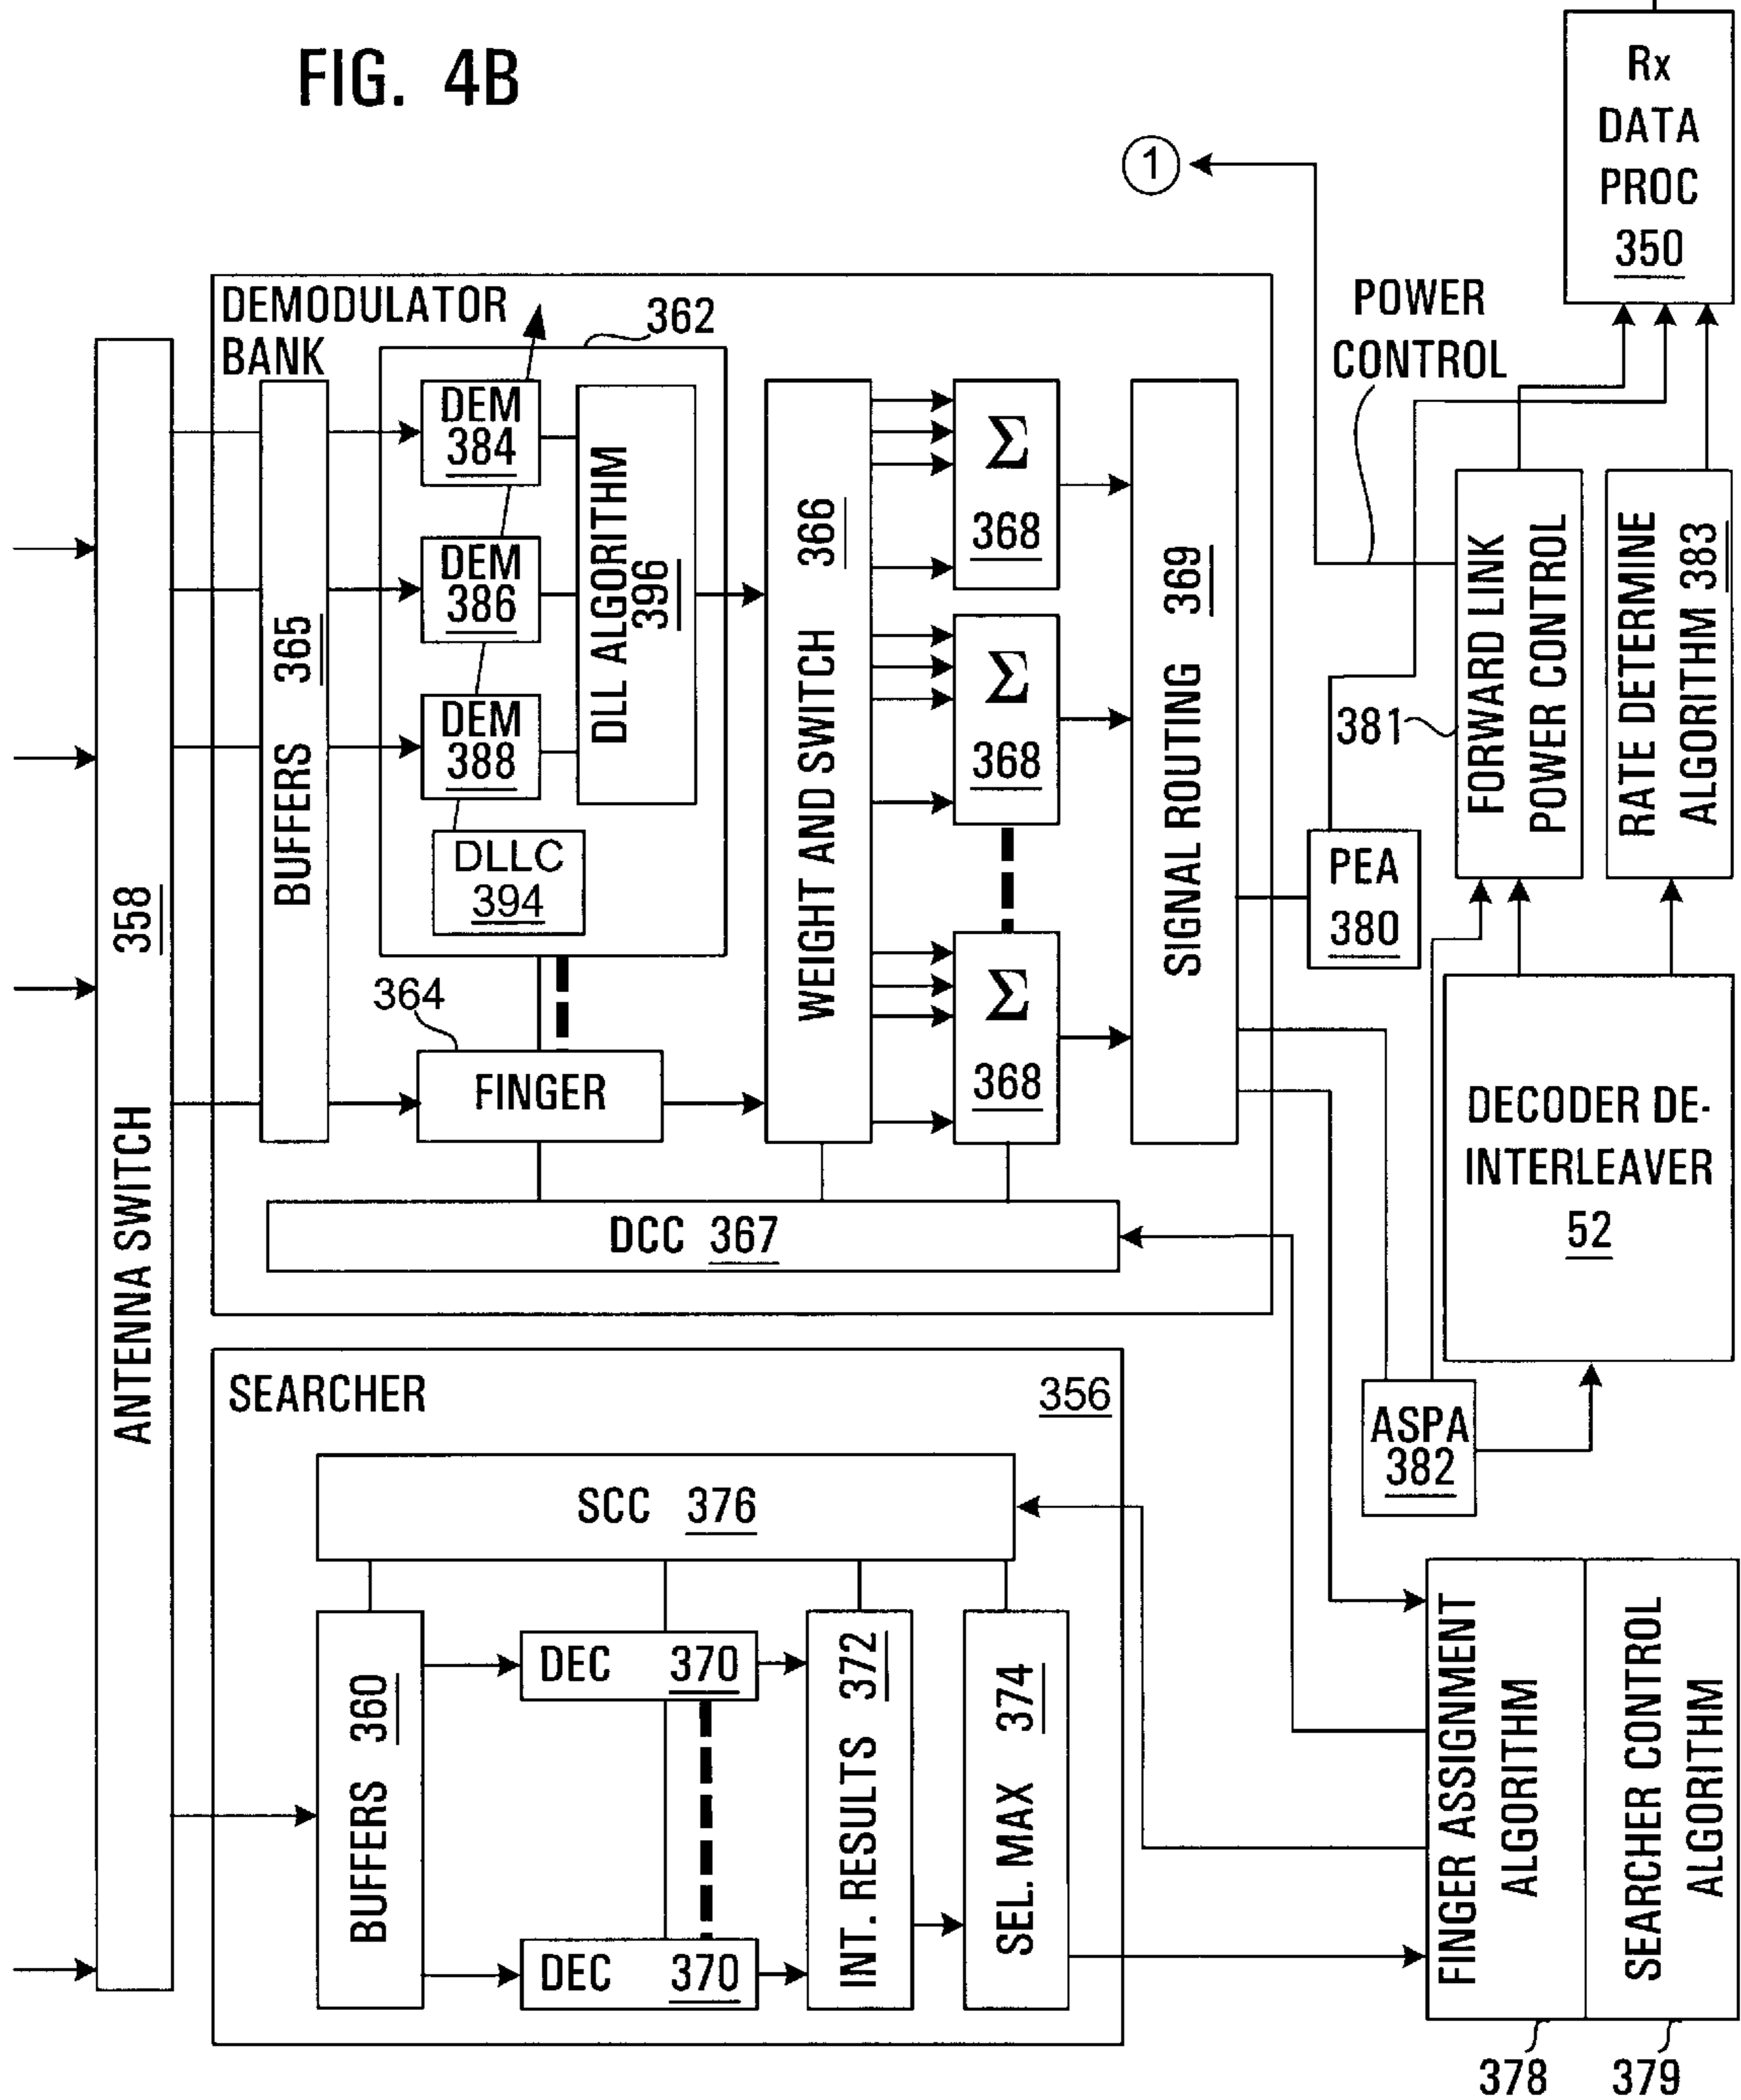 FIG. 4B
Rx
DATA
PROC
350
1
POWER
CONTROL
DEMODULATOR
BANK
362
DEM
384
DEM
386
DEM
388
DLLC
394
DLL ALGORITHM
396
BUFFERS 365
364
FINGER
WEIGHT AND SWITCH 366
Σ
368
Σ
368
Σ
368
SIGNAL ROUTING 369
DCC 367
ANTENNA SWITCH 358
PEA
380
381
FORWARD LINK
POWER CONTROL
RATE DETERMINE
ALGORITHM 383
DECODER DE-
INTERLEAVER
52
ASPA
382
SEARCHER
356
SCC 376
BUFFERS 360
DEC 370
DEC 370
INT. RESULTS 372
SEL. MAX 374
FINGER ASSIGNMENT
ALGORITHM
SEARCHER CONTROL
ALGORITHM
378
379